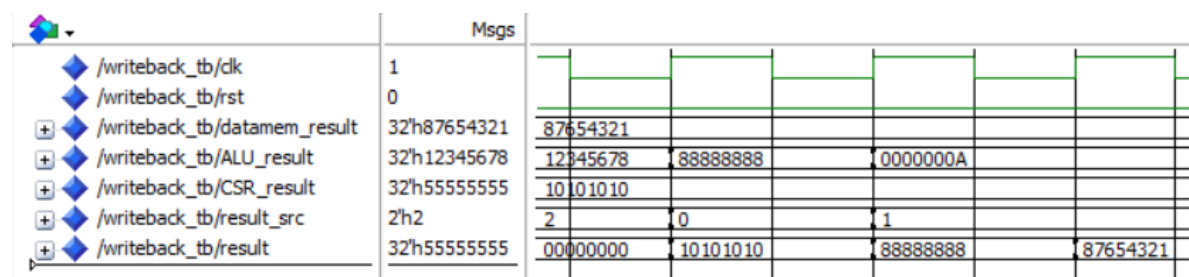 Msgs
/writeback_tb/clk 1
/writeback_tb/rst 0
/writeback_tb/datamem_result 32'h87654321 87654321
/writeback_tb/ALU_result 32'h12345678 12345678 88888888 0000000A
/writeback_tb/CSR_result 32'h55555555 10101010
/writeback_tb/result_src 2'h2 2 0 1
/writeback_tb/result 32'h55555555 00000000 10101010 88888888 87654321